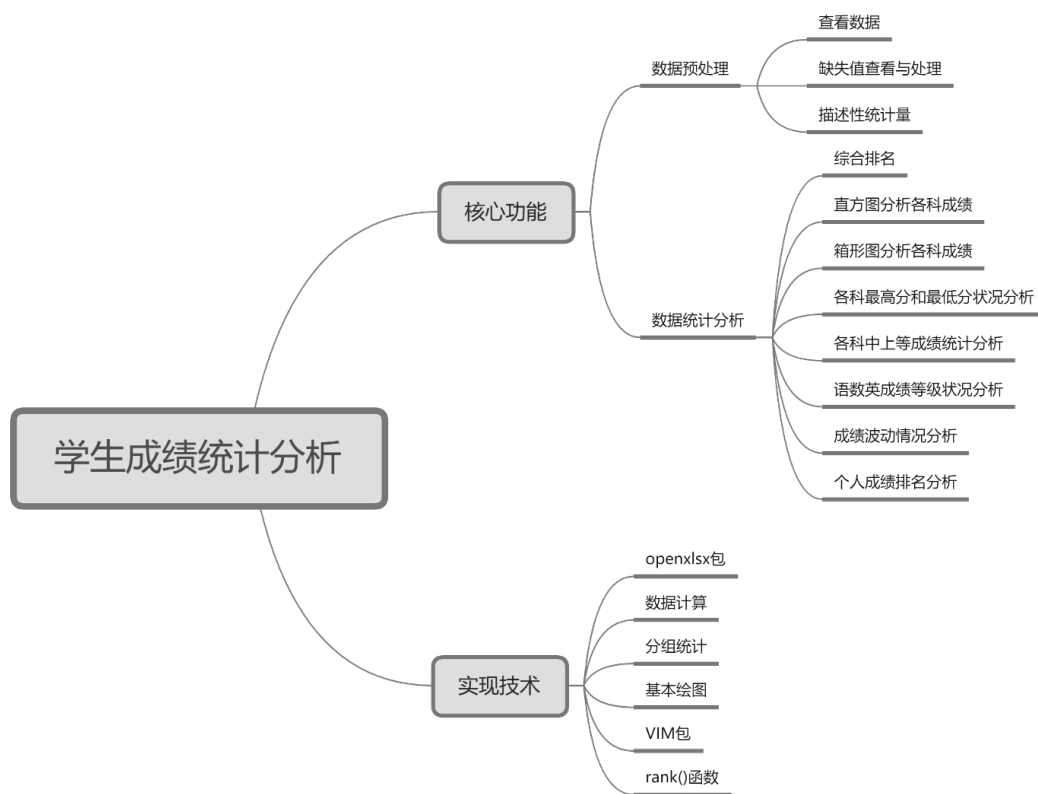 学生成绩统计分析
核心功能
数据预处理
查看数据
缺失值查看与处理
描述性统计量
数据统计分析
综合排名
直方图分析各科成绩
箱形图分析各科成绩
各科最高分和最低分状况分析
各科中上等成绩统计分析
语数英成绩等级状况分析
成绩波动情况分析
个人成绩排名分析
实现技术
openxlsx包
数据计算
分组统计
基本绘图
VIM包
rank()函数